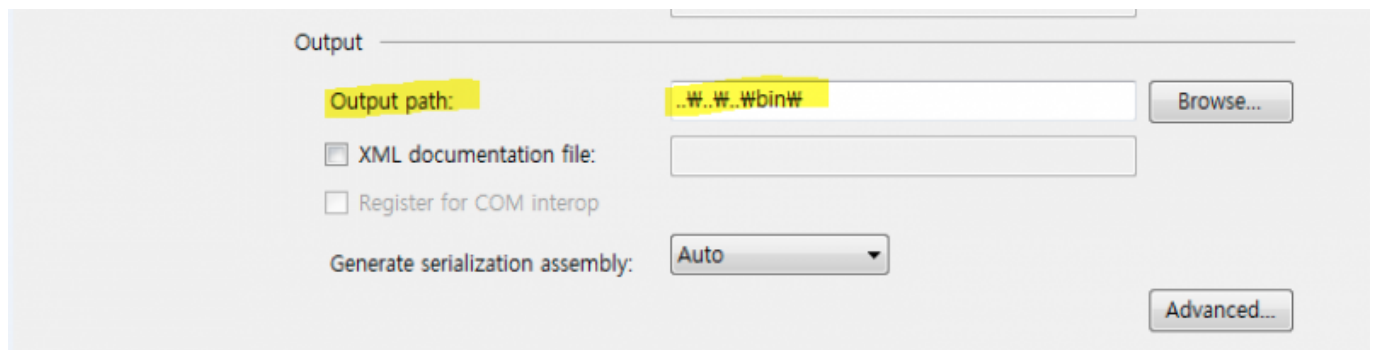 Output
Output path: ..₩..₩..₩bin₩ Browse...
XML documentation file:
Register for COM interop
Generate serialization assembly: Auto
Advanced...